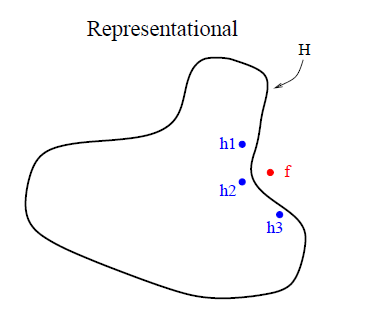 Representational
H
h1
f
h2
h3